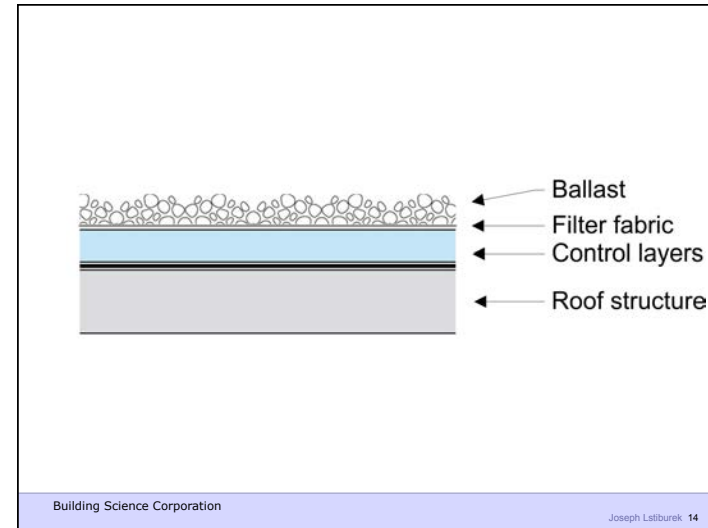 Ballast
Filter fabric
Control layers
Roof structure
Building Science Corporation
Joseph Lstiburek 14